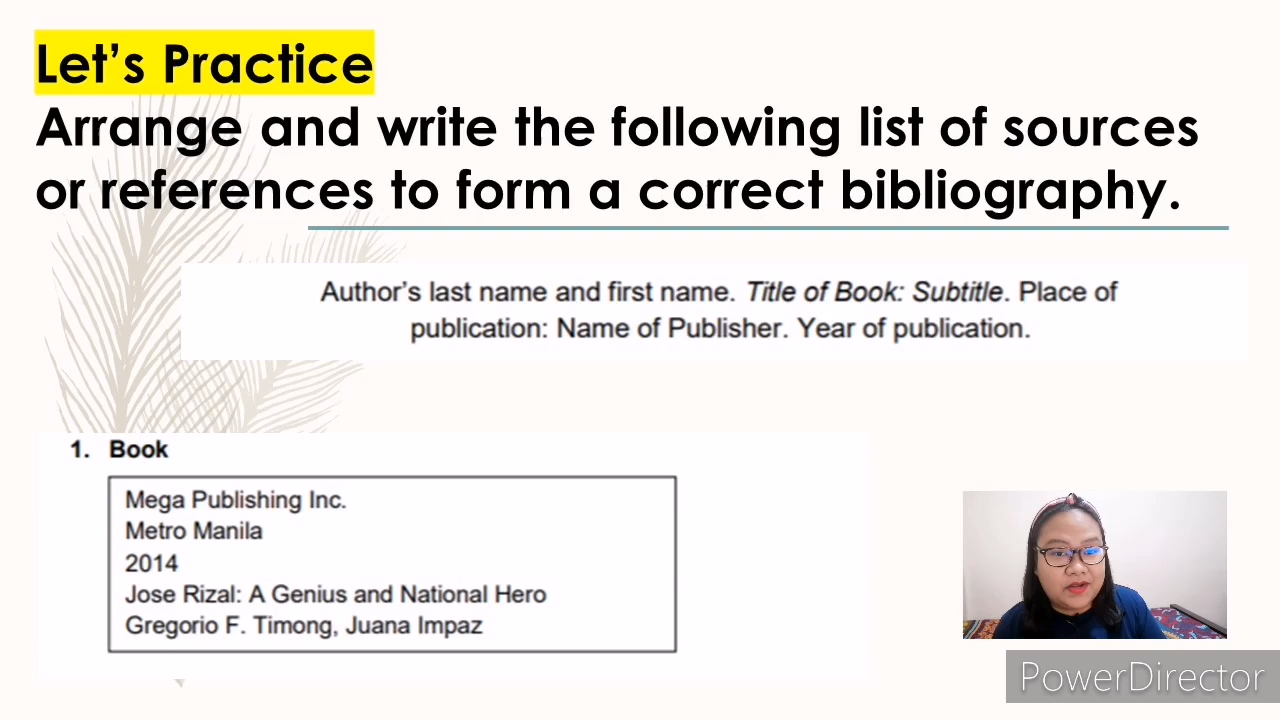 Let’s Practice
Arrange and write the following list of sources
or references to form a correct bibliography.
Author’s last name and first name. Title of Book: Subtitle. Place of
publication: Name of Publisher. Year of publication.
1. Book
Mega Publishing Inc.
Metro Manila
2014
Jose Rizal: A Genius and National Hero
Gregorio F. Timong, Juana Impaz
PowerDirector